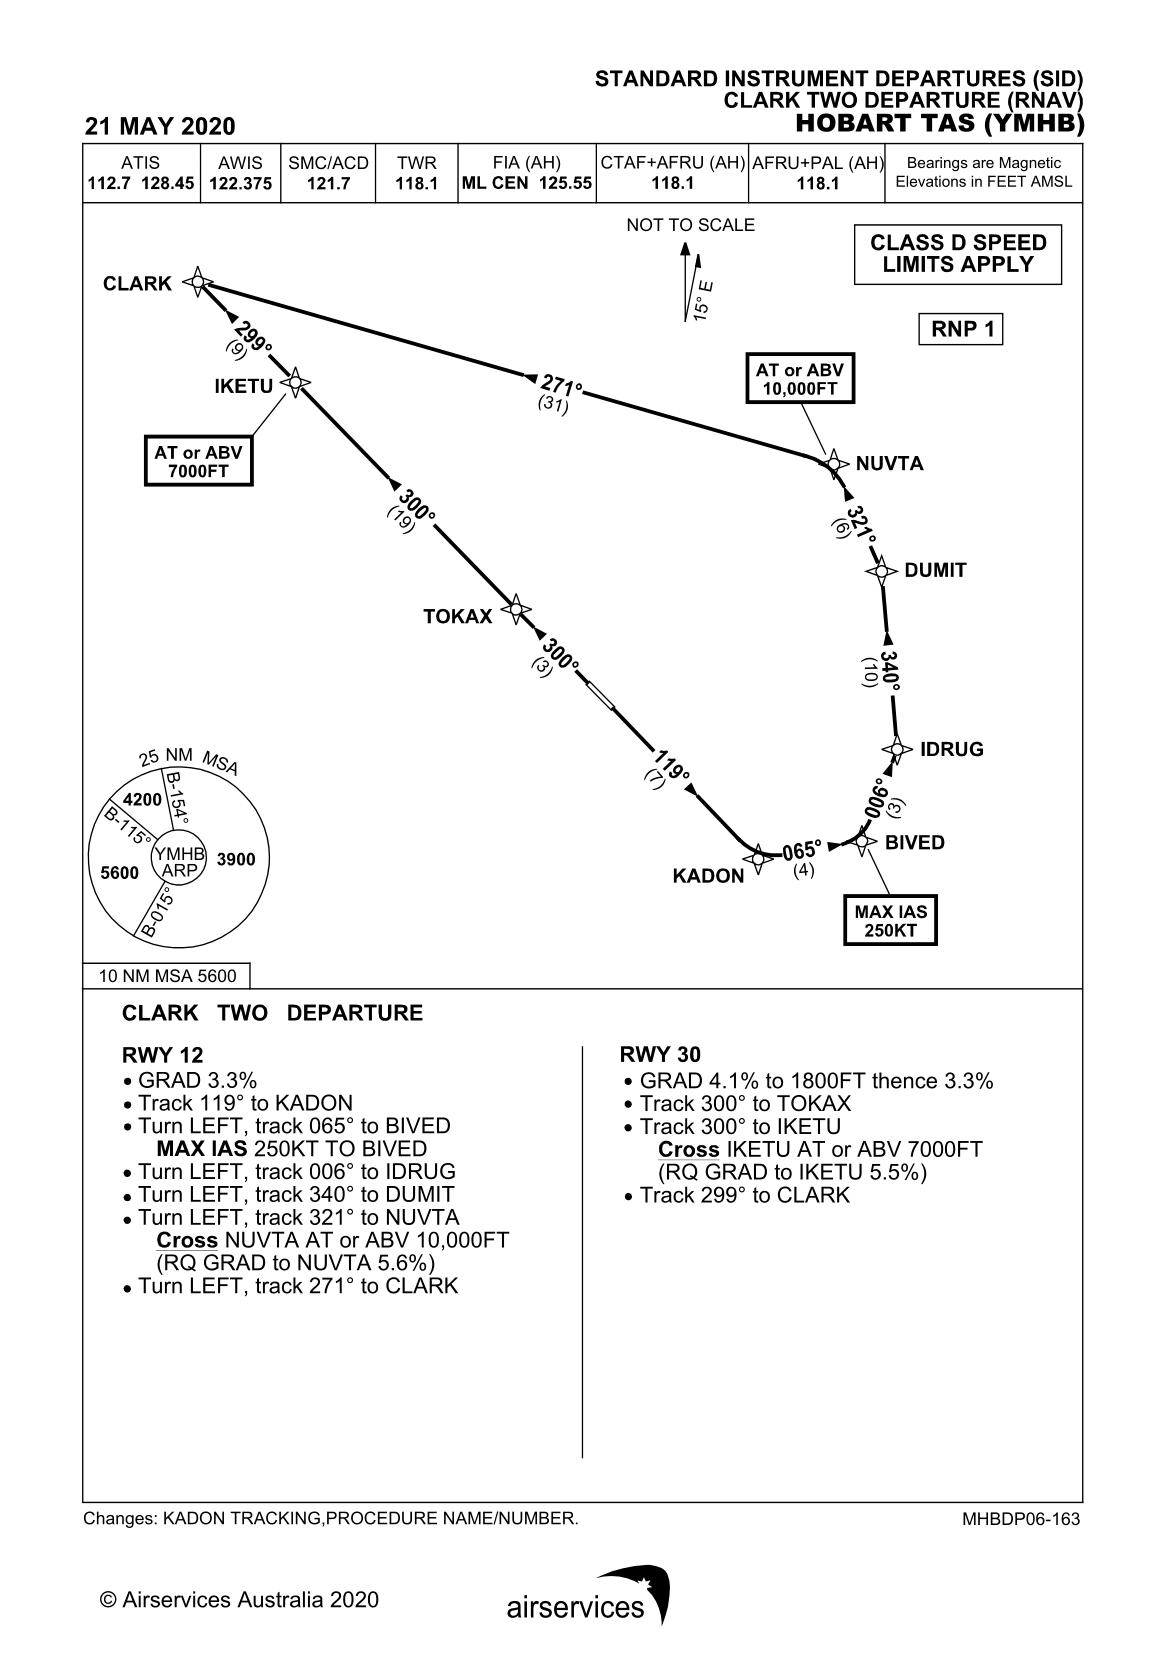 STANDARD INSTRUMENT DEPARTURES (SID)
CLARK TWO DEPARTURE (RNAV)
21 MAY 2020
HOBART TAS (YMHB)
ATIS
112.7 128.45
AWIS
122.375
SMC/ACD
121.7
TWR
118.1
FIA (AH)
ML CEN 125.55
CTAF+AFRU (AH)
118.1
AFRU+PAL (AH)
118.1
Bearings are Magnetic
Elevations in FEET AMSL
NOT TO SCALE
15° E
CLASS D SPEED
LIMITS APPLY
RNP 1
CLARK
299°
(9)
IKETU
AT or ABV
7000FT
271°
(31)
AT or ABV
10,000FT
NUVTA
300°
(19)
321°
(6)
DUMIT
TOKAX
300°
(3)
340°
(10)
IDRUG
119°
(7)
006°
(3)
BIVED
065°
(4)
KADON
MAX IAS
250KT
25 NM MSA
B-154°
4200
B-115°
YMHB
ARP
3900
5600
B-015°
10 NM MSA 5600
CLARK TWO DEPARTURE
RWY 12
• GRAD 3.3%
• Track 119° to KADON
• Turn LEFT, track 065° to BIVED
MAX IAS 250KT TO BIVED
• Turn LEFT, track 006° to IDRUG
• Turn LEFT, track 340° to DUMIT
• Turn LEFT, track 321° to NUVTA
Cross NUVTA AT or ABV 10,000FT
(RQ GRAD to NUVTA 5.6%)
• Turn LEFT, track 271° to CLARK
RWY 30
• GRAD 4.1% to 1800FT thence 3.3%
• Track 300° to TOKAX
• Track 300° to IKETU
Cross IKETU AT or ABV 7000FT
(RQ GRAD to IKETU 5.5%)
• Track 299° to CLARK
Changes: KADON TRACKING,PROCEDURE NAME/NUMBER.
MHBDP06-163
© Airservices Australia 2020
airservices